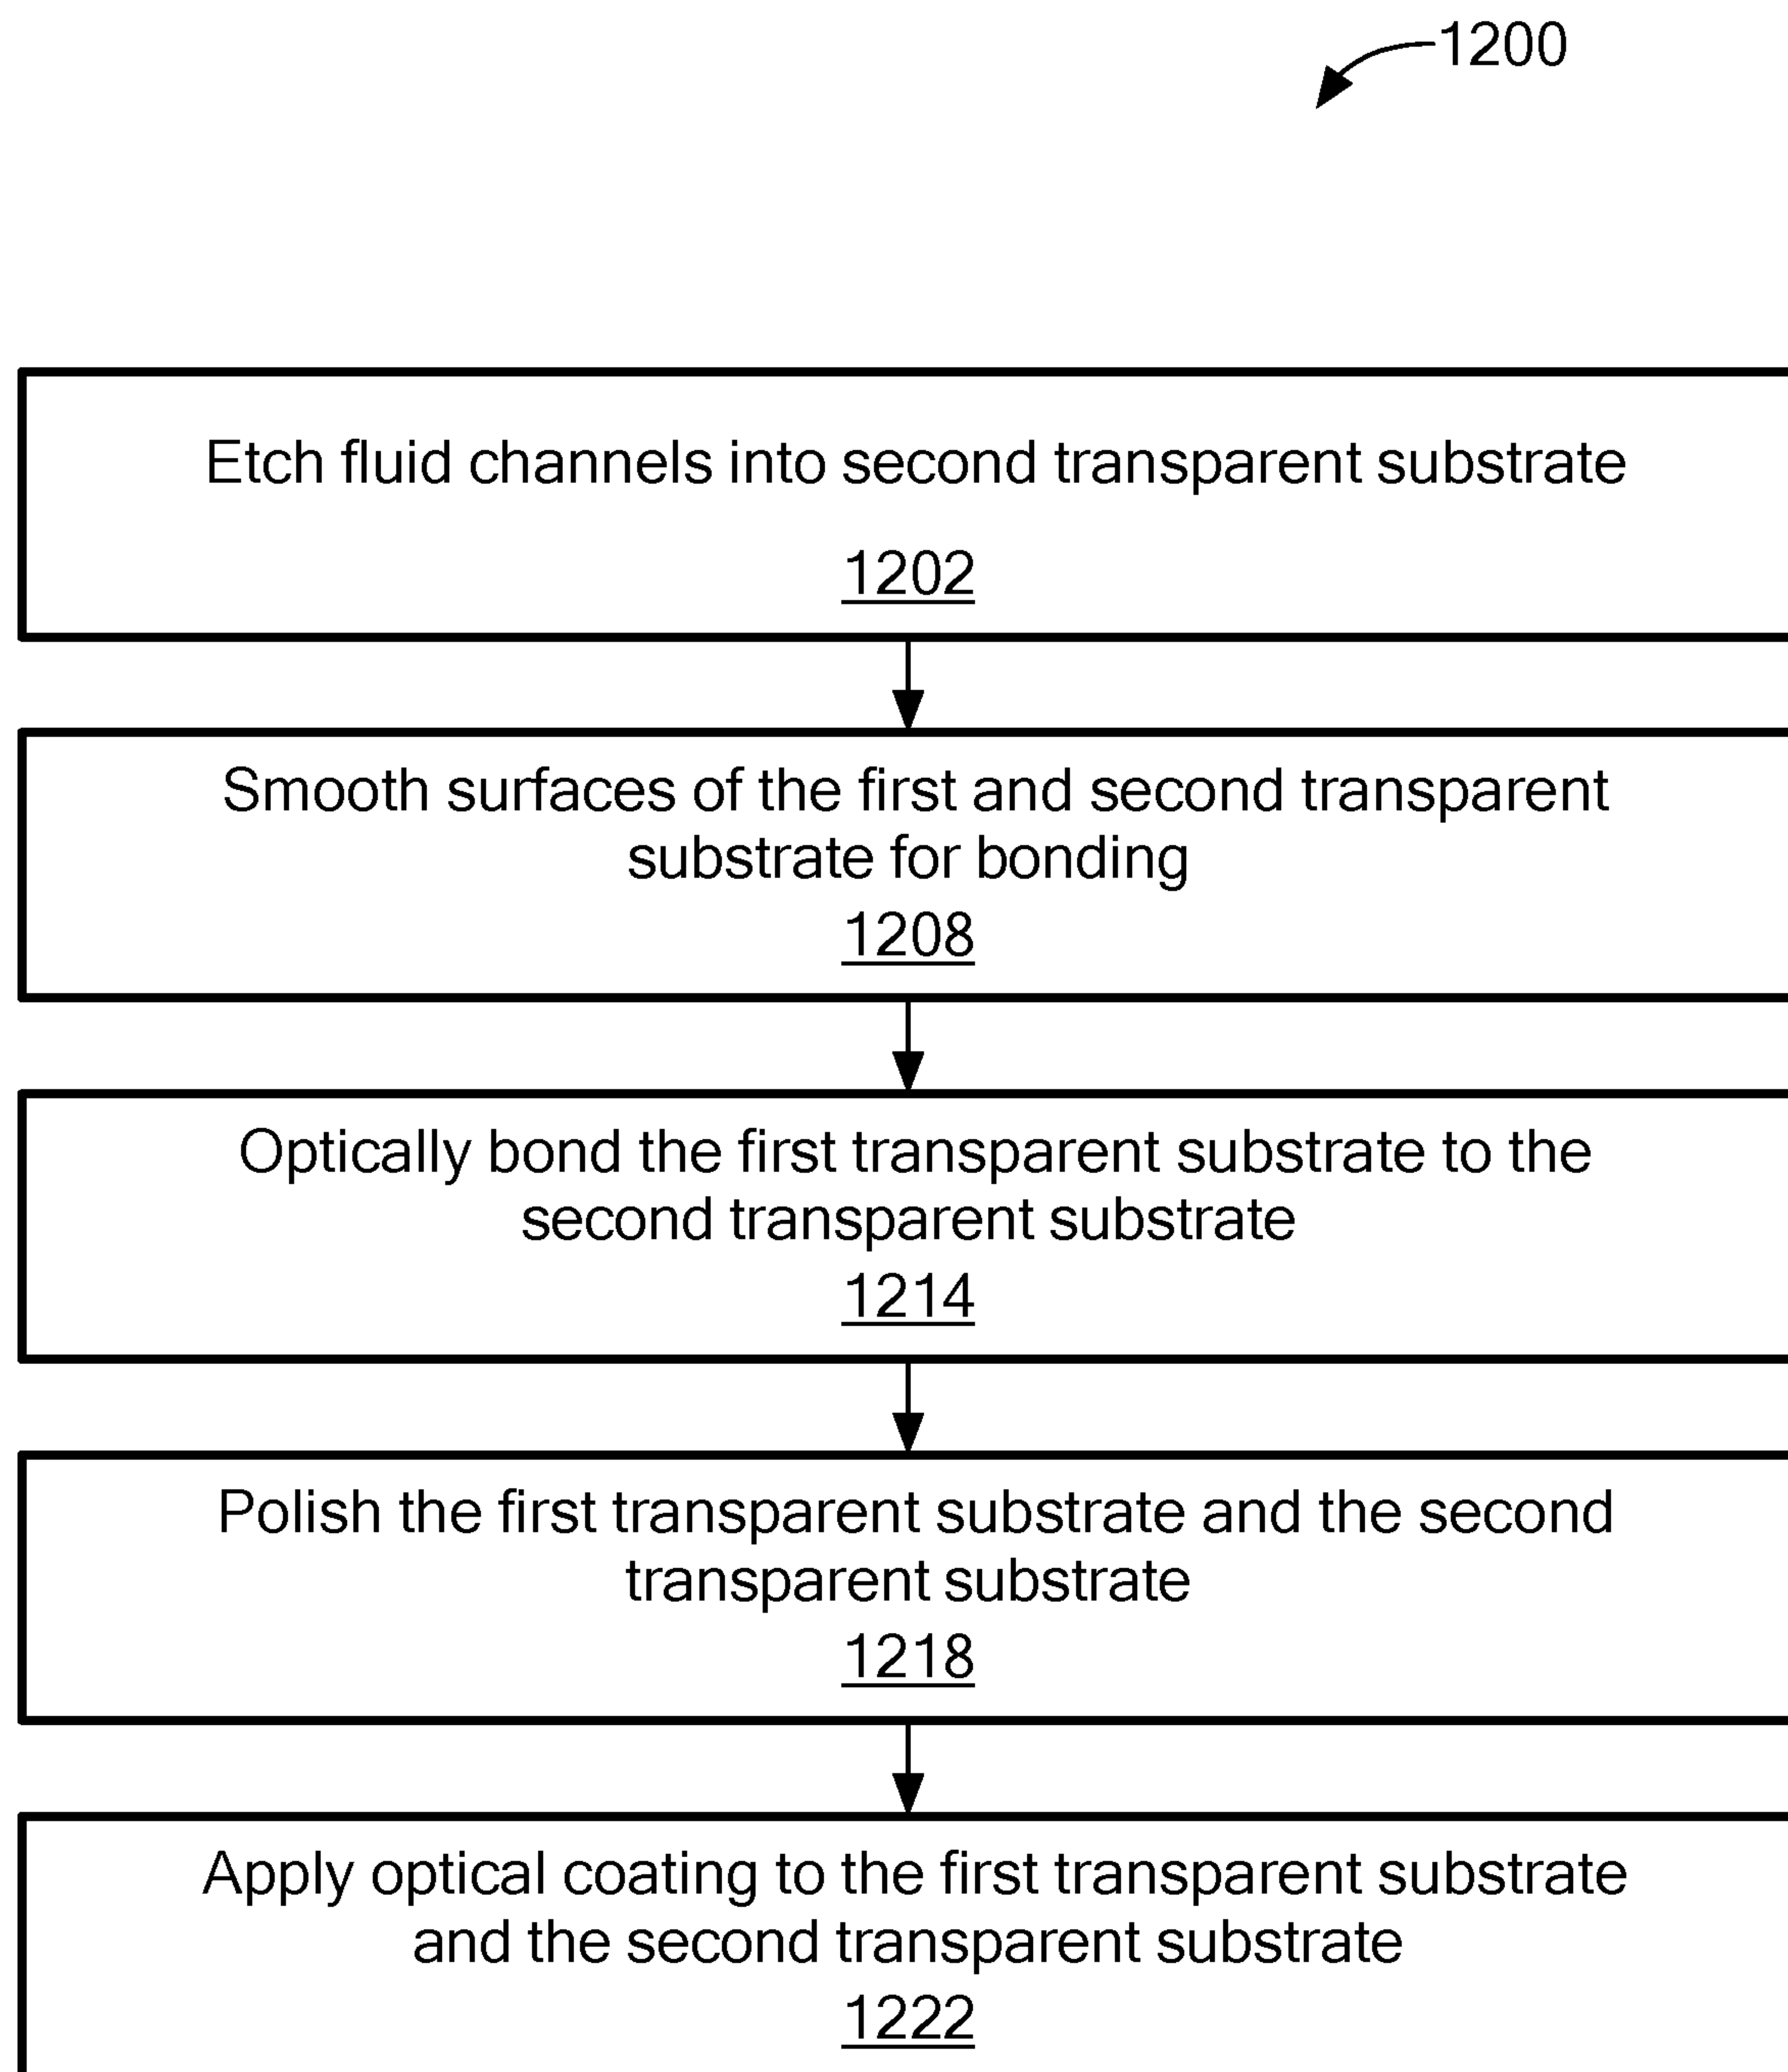 1200
Etch fluid channels into second transparent substrate
1202
Smooth surfaces of the first and second transparent
substrate for bonding
1208
Optically bond the first transparent substrate to the
second transparent substrate
1214
Polish the first transparent substrate and the second
transparent substrate
1218
Apply optical coating to the first transparent substrate
and the second transparent substrate
1222